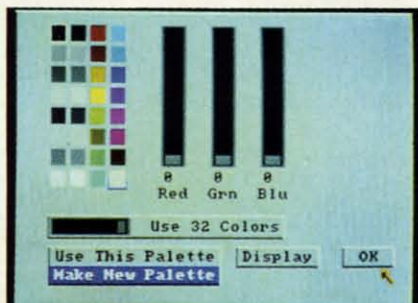 0 0 0
Red Grn Blu
Use 32 Colors
Use This Palette Display OK
Make New Palette